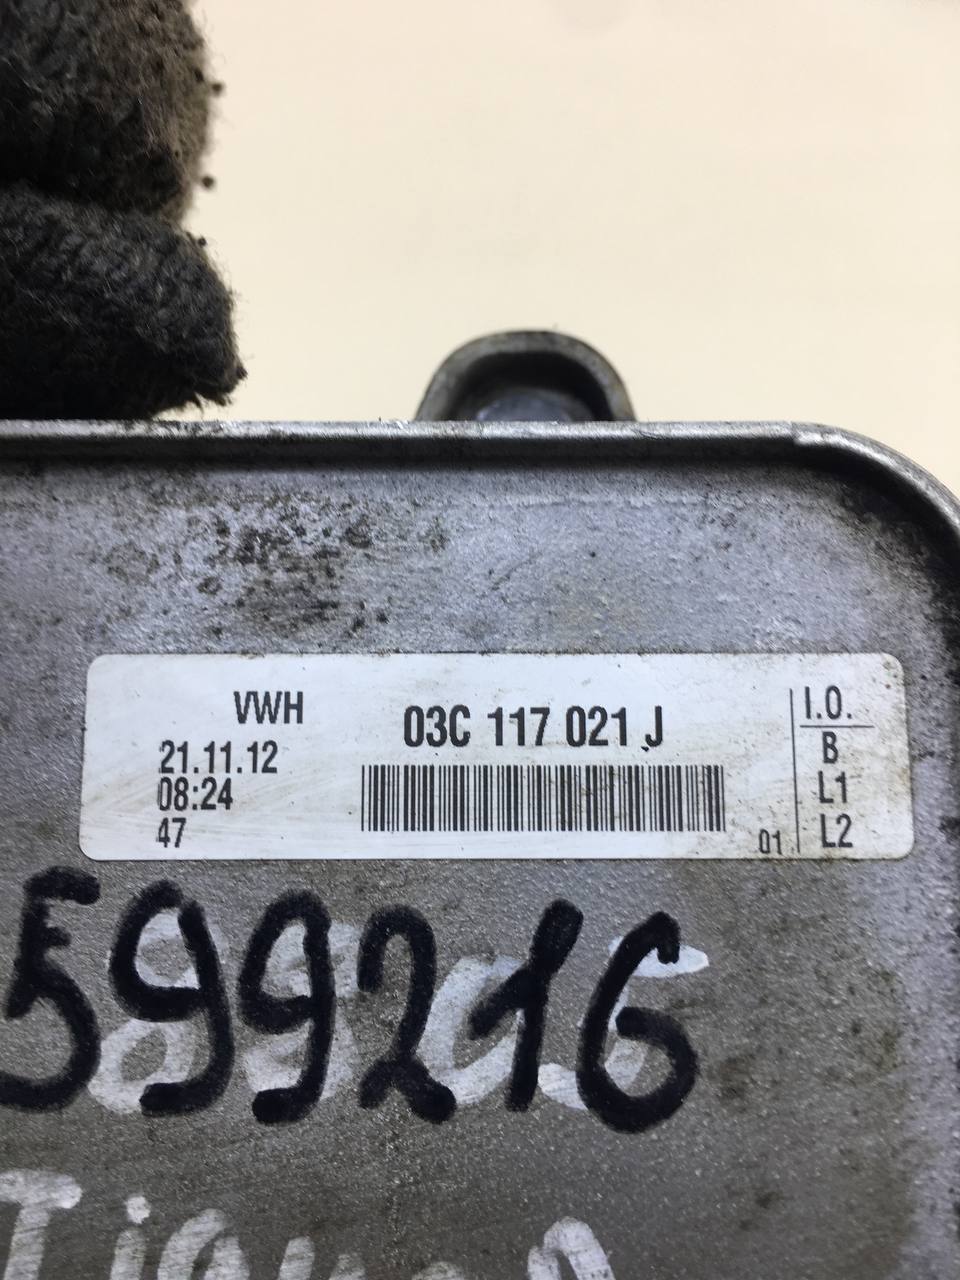 VWH
03C 117 021 J
21.11.12
08:24
47
01
I.O.
B
L1
L2
599216